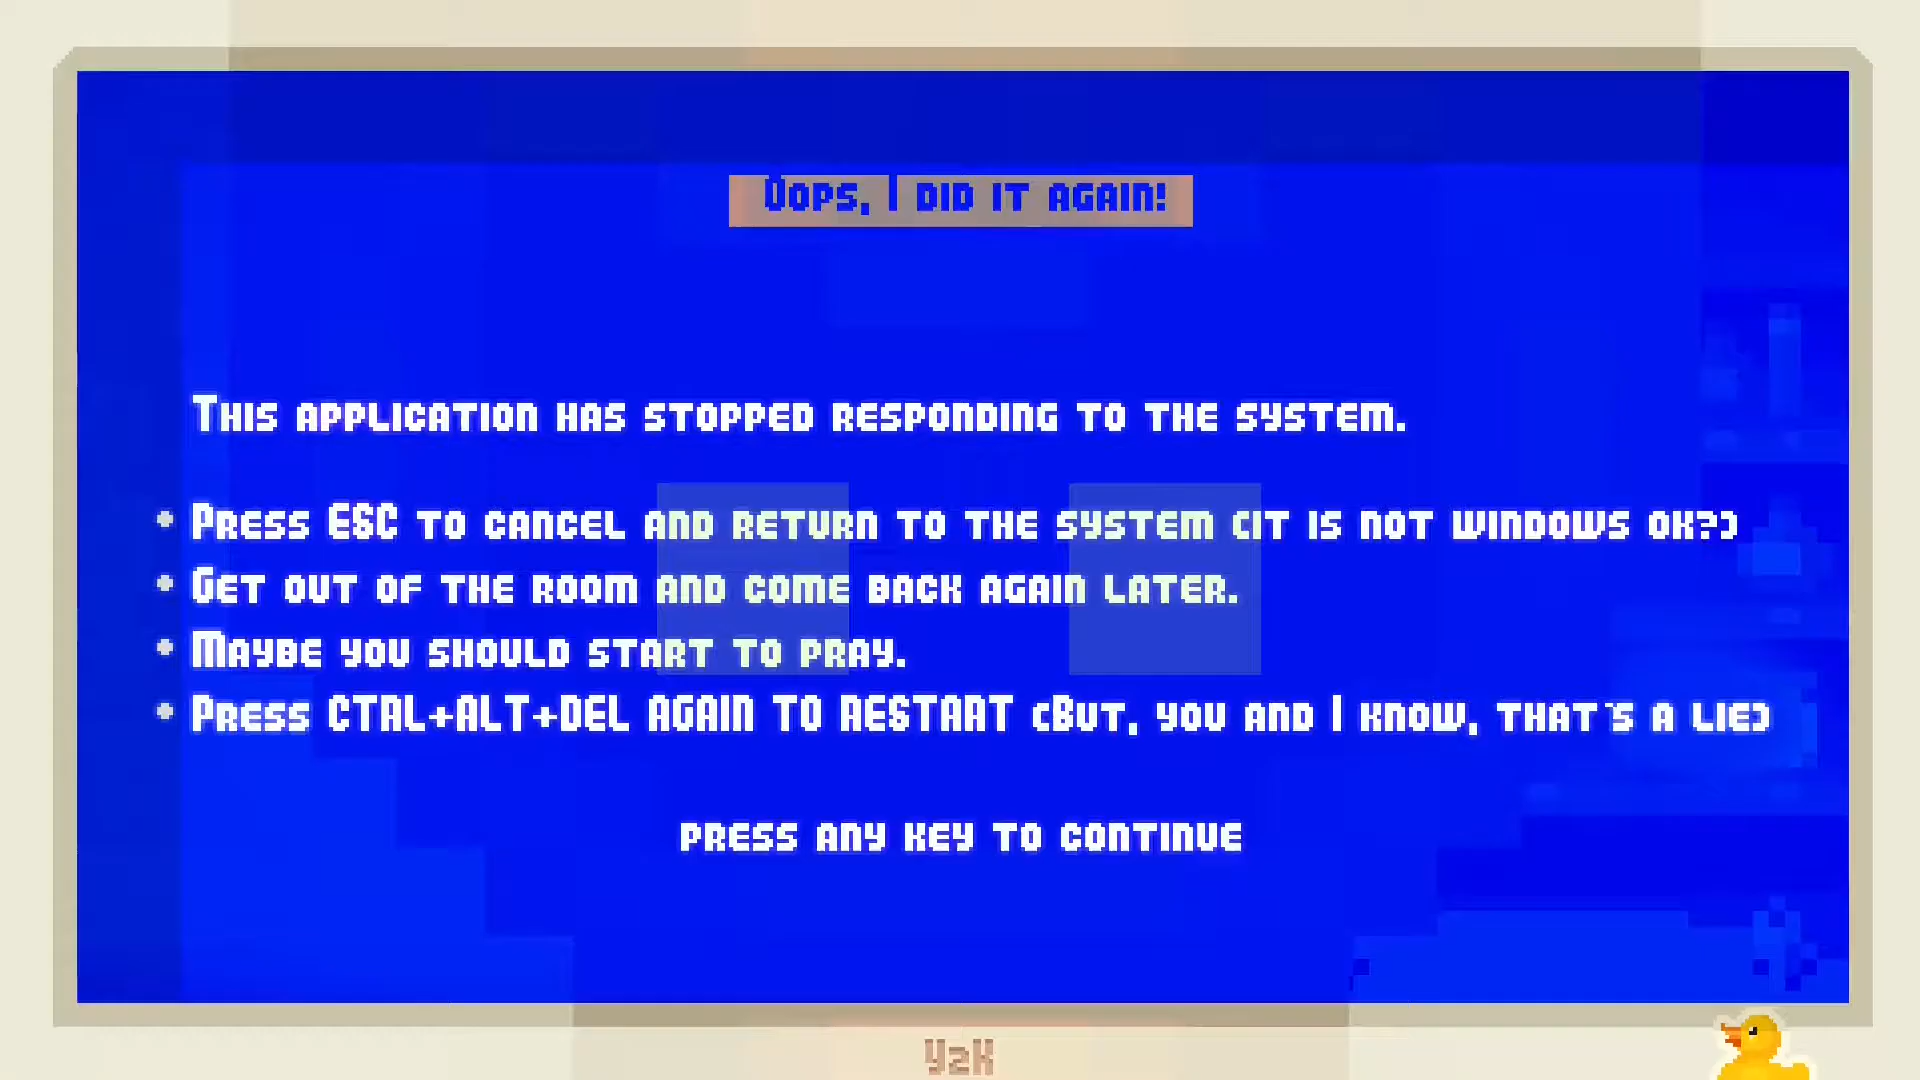 Oops, I did it again!
This application has stopped responding to the system.
• Press ESC to cancel and return to the system (It is not windows ok?)
• Get out of the room and come back again later.
• Maybe you should start to pray.
• Press CTRL+ALT+DEL AGAIN TO RESTART (But, you and I know, that's a lie)
press any key to continue
Y2K